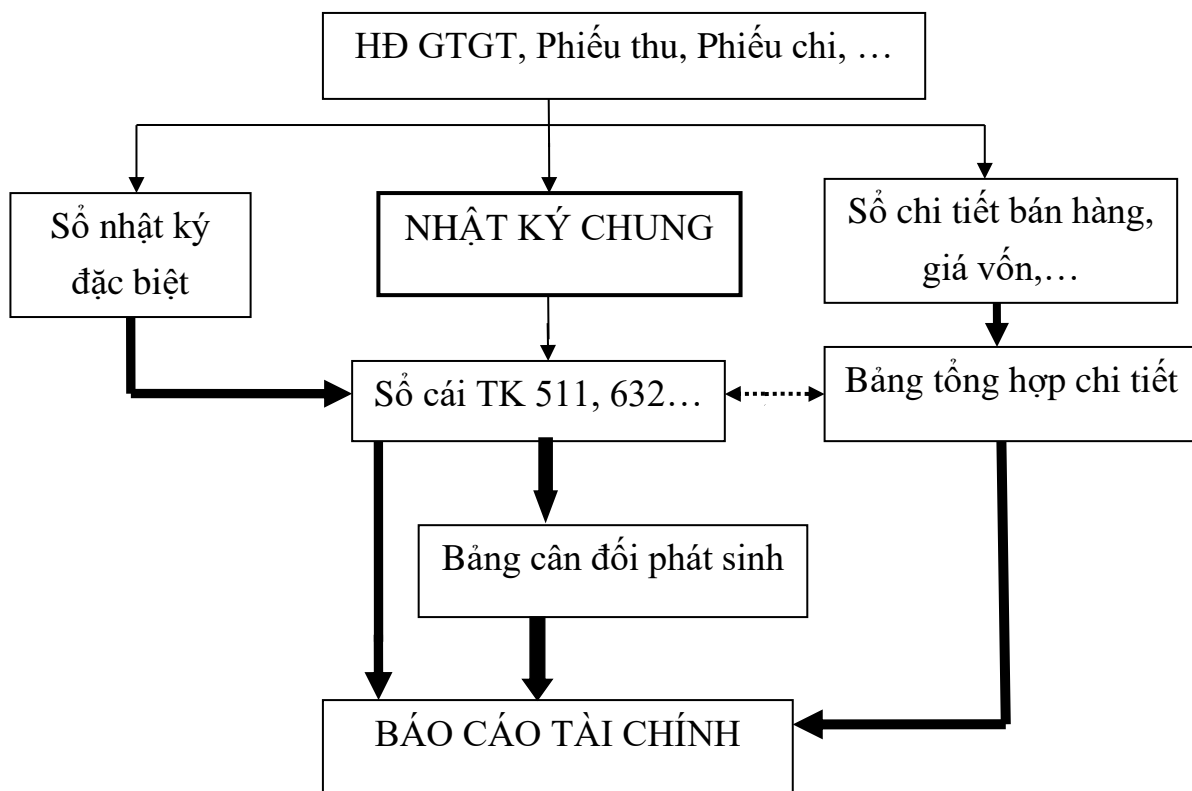 HĐ GTGT, Phiếu thu, Phiếu chi, …
Sổ nhật ký
đặc biệt
NHẬT KÝ CHUNG
Sổ chi tiết bán hàng,
giá vốn,…
Sổ cái TK 511, 632…
Bảng tổng hợp chi tiết
Bảng cân đối phát sinh
BÁO CÁO TÀI CHÍNH